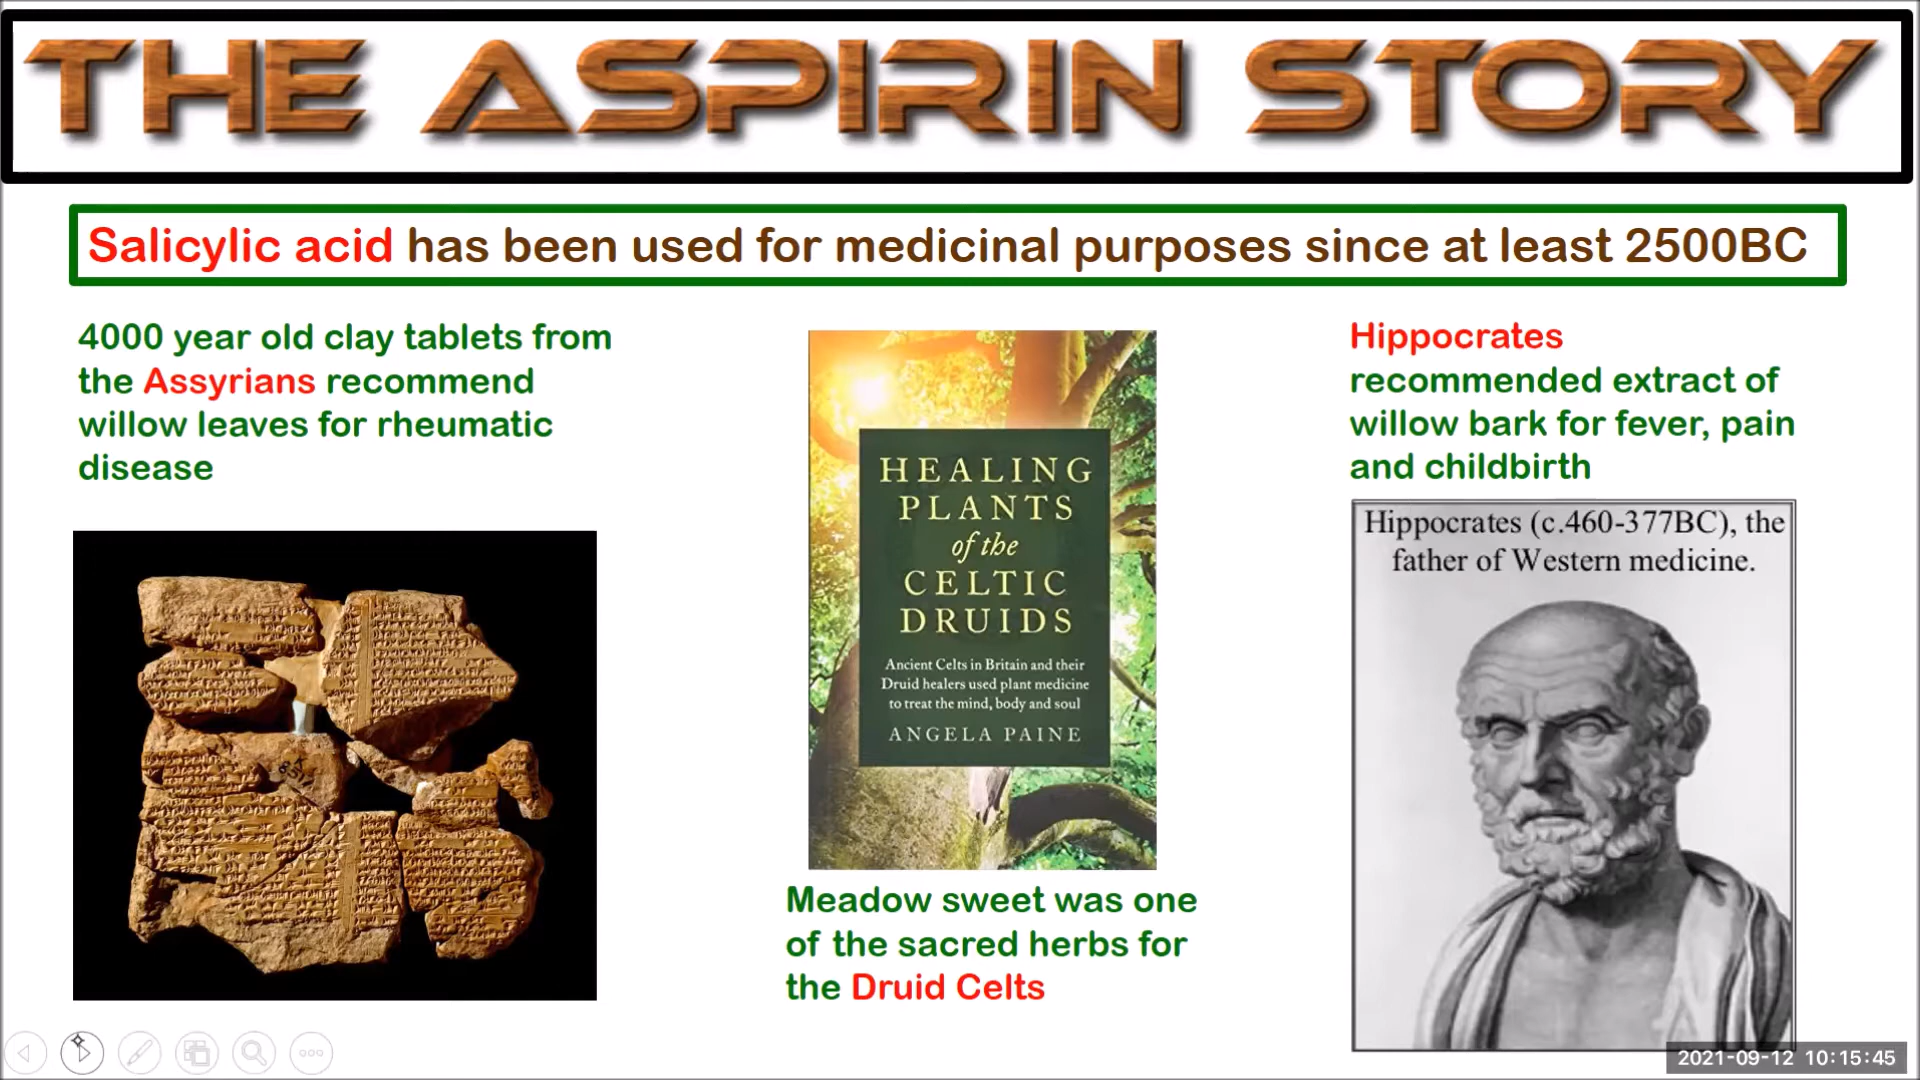 THE ASPIRIN STORY
Salicylic acid has been used for medicinal purposes since at least 2500BC
4000 year old clay tablets from
the Assyrians recommend
willow leaves for rheumatic
disease
HEALING
PLANTS
of the
CELTIC
DRUIDS
Ancient Celts in Britain and their
Druid healers used plant medicine
to treat the mind, body and soul
ANGELA PAINE
Meadow sweet was one
of the sacred herbs for
the Druid Celts
Hippocrates
recommended extract of
willow bark for fever, pain
and childbirth
Hippocrates (c.460-377BC), the
father of Western medicine.
2021-09-12 10:15:45